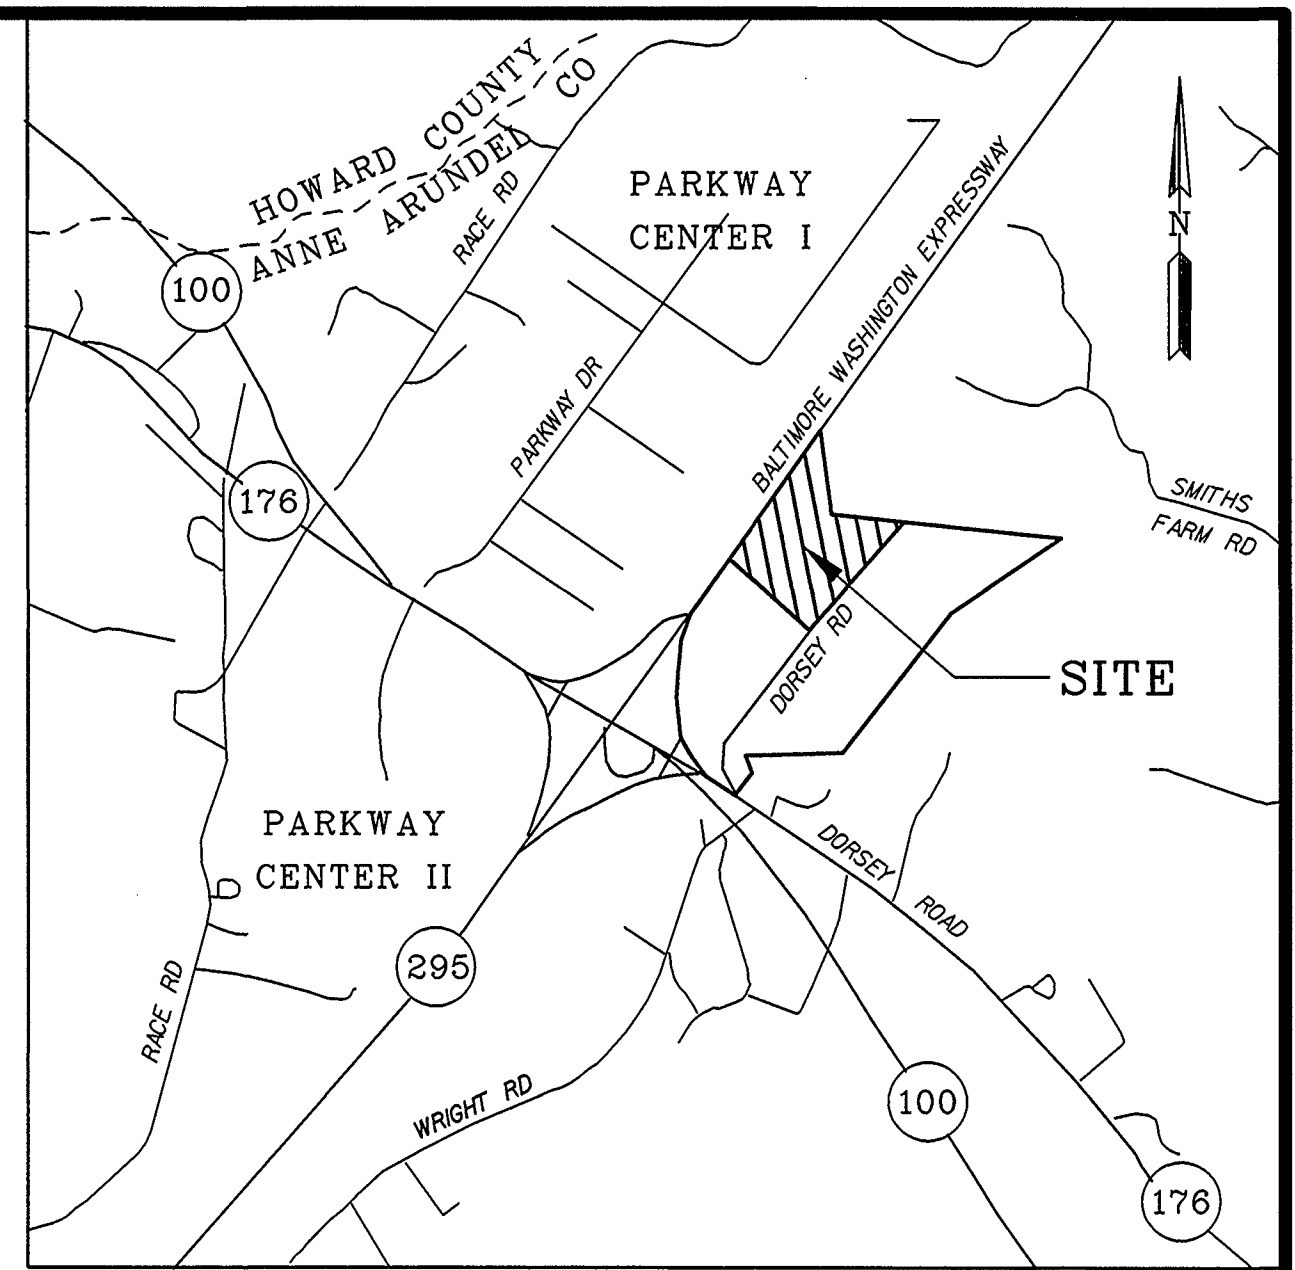 HOWARD COUNTY
ANNE ARUNDEL CO
RACE RD
PARKWAY
CENTER I
N
100
BALTIMORE WASHINGTON EXPRESSWAY
PARKWAY DR
176
SMITHS
FARM RD
DORSEY RD
SITE
PARKWAY
CENTER II
DORSEY ROAD
295
RACE RD
WRIGHT RD
100
176